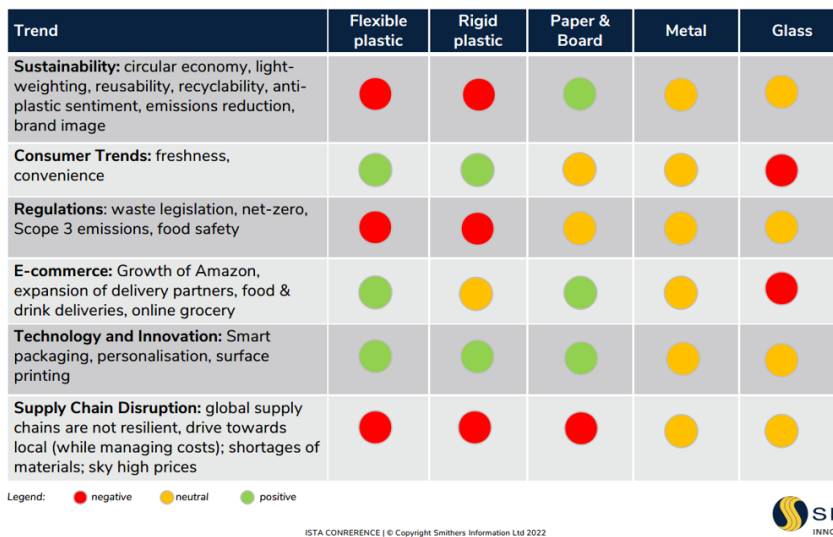 Trend
Flexible
plastic
Rigid
plastic
Paper &
Board
Metal
Glass
Sustainability: circular economy, light-
weighting, reusability, recyclability, anti-
plastic sentiment, emissions reduction,
brand image
Consumer Trends: freshness,
convenience
Regulations: waste legislation, net-zero,
Scope 3 emissions, food safety
E-commerce: Growth of Amazon,
expansion of delivery partners, food &
drink deliveries, online grocery
Technology and Innovation: Smart
packaging, personalisation, surface
printing
Supply Chain Disruption: global supply
chains are not resilient, drive towards
local (while managing costs); shortages of
materials; sky high prices
Legend: negative neutral positive
ISTA CONRERENCE | © Copyright Smithers Information Ltd 2022